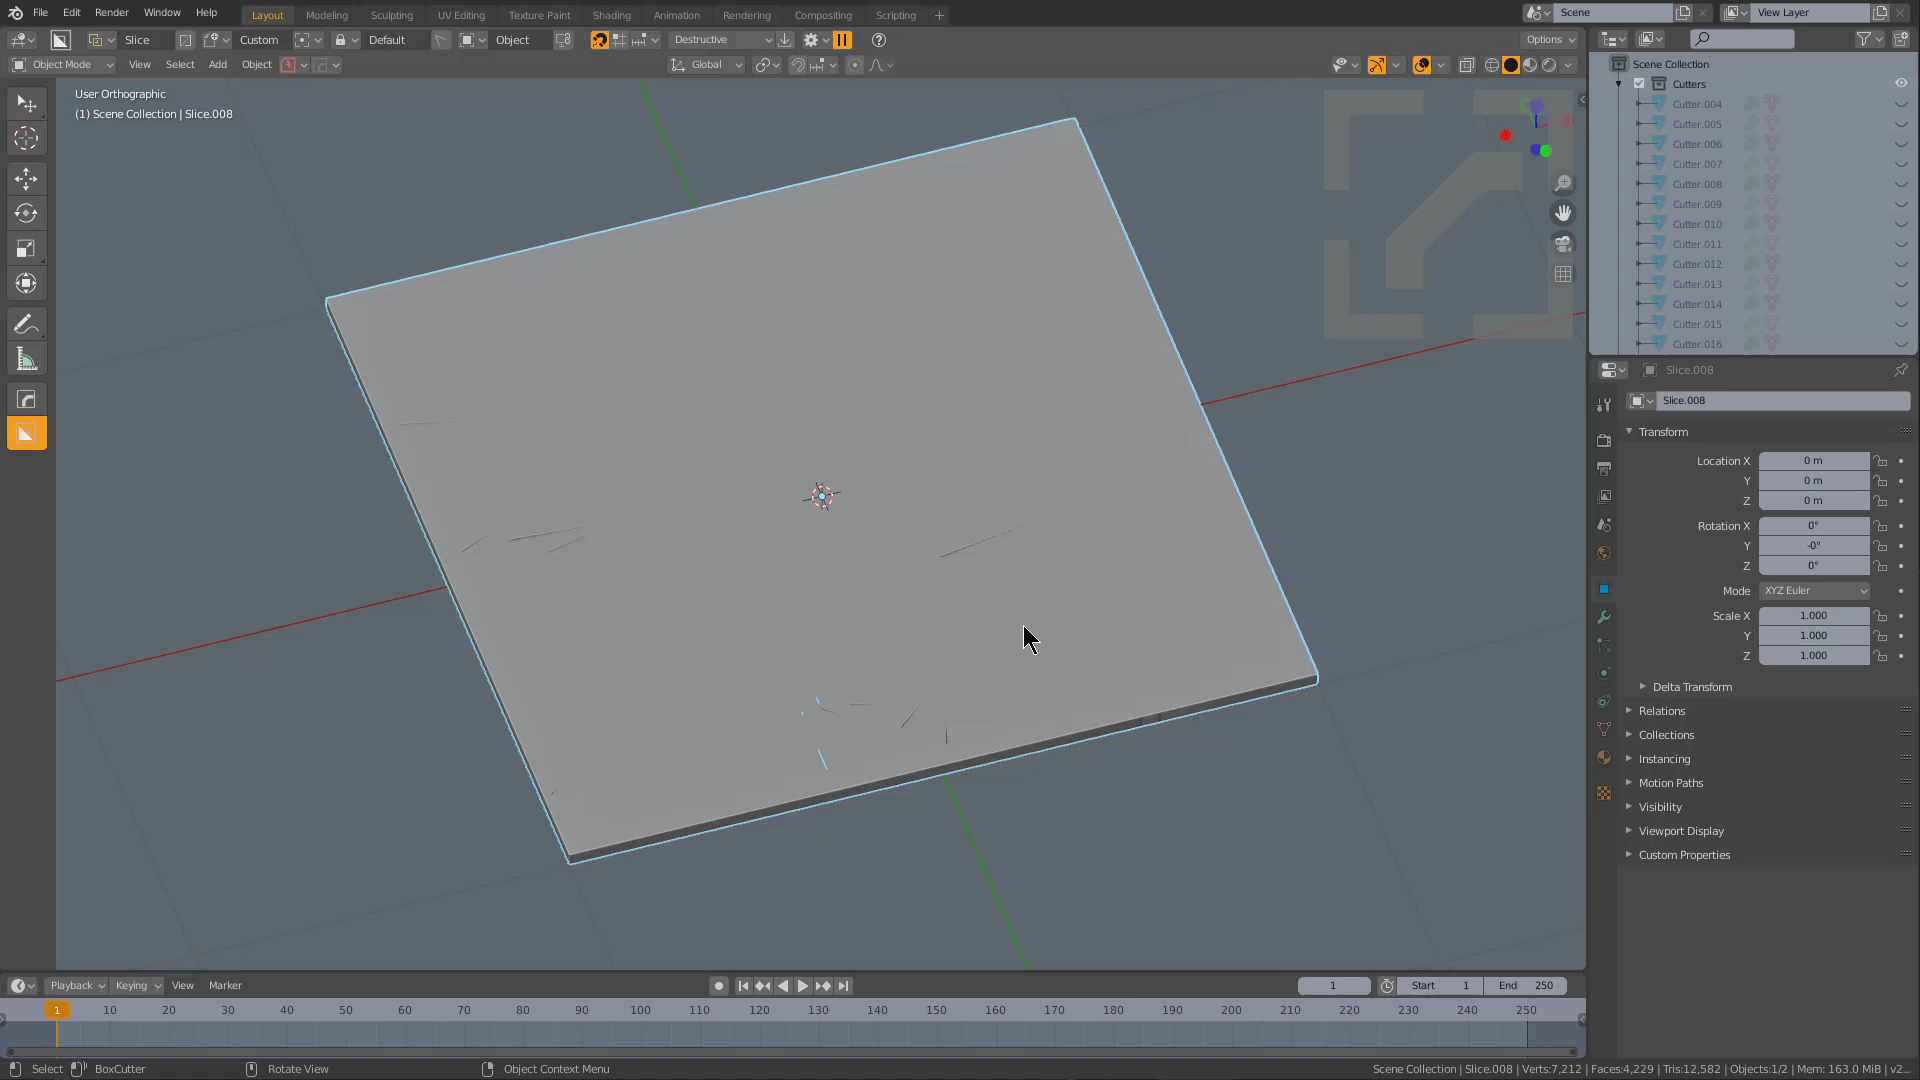 File Edit Render Window Help Layout Modeling Sculpting UV Editing Texture Paint Shading Animation Rendering Compositing Scripting + Scene View Layer
Slice Custom Default Object Destructive Options
Object Mode View Select Add Object Global
User Orthographic
(1) Scene Collection | Slice.008
Scene Collection
Cutters
Cutter.004
Cutter.005
Cutter.006
Cutter.007
Cutter.008
Cutter.009
Cutter.010
Cutter.011
Cutter.012
Cutter.013
Cutter.014
Cutter.015
Cutter.016
Slice.008
Slice.008
Transform
Location X 0 m
Y 0 m
Z 0 m
Rotation X 0°
Y -0°
Z 0°
Mode XYZ Euler
Scale X 1.000
Y 1.000
Z 1.000
Delta Transform
Relations
Collections
Instancing
Motion Paths
Visibility
Viewport Display
Custom Properties
Playback Keying View Marker 1 Start 1 End 250
1 10 20 30 40 50 60 70 80 90 100 110 120 130 140 150 160 170 180 190 200 210 220 230 240 250
Select BoxCutter Rotate View Object Context Menu Scene Collection | Slice.008 | Verts:7,212 | Faces:4,229 | Tris:12,582 | Objects:1/2 | Mem: 163.0 MiB | v2...